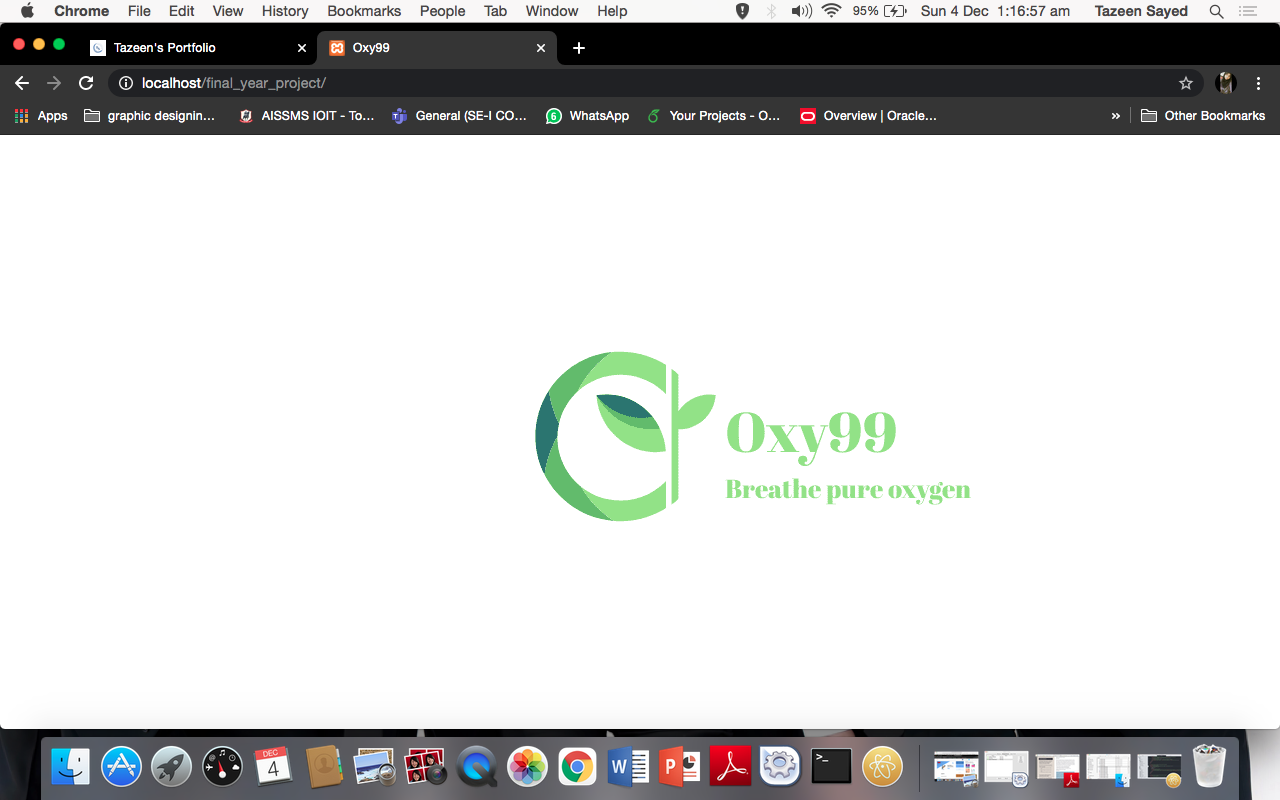 Chrome File Edit View History Bookmarks People Tab Window Help 95% Sun 4 Dec 1:16:57 am Tazeen Sayed
Tazeen's Portfolio Oxy99
localhost/final_year_project/
Apps graphic designin... AISSMS IOIT - To... General (SE-I CO... 6 WhatsApp Your Projects - O... Overview | Oracle... » Other Bookmarks
Oxy99
Breathe pure oxygen
DEC
4